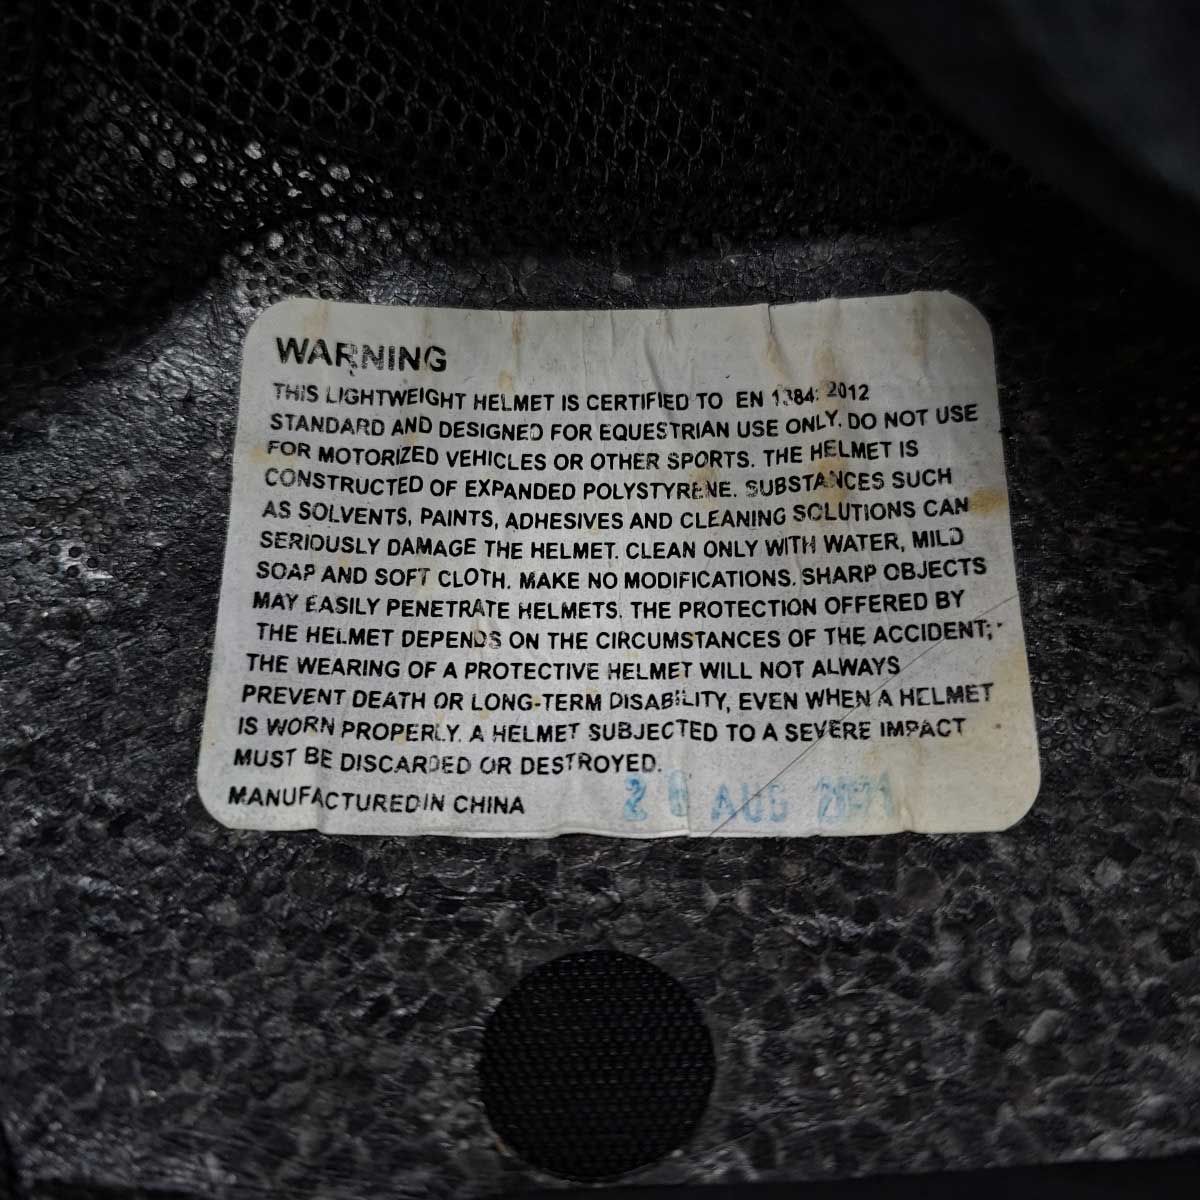 WARNING
THIS LIGHTWEIGHT HELMET IS CERTIFIED TO EN 1384: 2012
STANDARD AND DESIGNED FOR EQUESTRIAN USE ONLY. DO NOT USE
FOR MOTORIZED VEHICLES OR OTHER SPORTS. THE HELMET IS
CONSTRUCTED OF EXPANDED POLYSTYRENE. SUBSTANCES SUCH
AS SOLVENTS, PAINTS, ADHESIVES AND CLEANING SOLUTIONS CAN
SERIOUSLY DAMAGE THE HELMET. CLEAN ONLY WITH WATER, MILD
SOAP AND SOFT CLOTH. MAKE NO MODIFICATIONS. SHARP OBJECTS
MAY EASILY PENETRATE HELMETS. THE PROTECTION OFFERED BY
THE HELMET DEPENDS ON THE CIRCUMSTANCES OF THE ACCIDENT;
THE WEARING OF A PROTECTIVE HELMET WILL NOT ALWAYS
PREVENT DEATH OR LONG-TERM DISABILITY, EVEN WHEN A HELMET
IS WORN PROPERLY. A HELMET SUBJECTED TO A SEVERE IMPACT
MUST BE DISCARDED OR DESTROYED.
MANUFACTURED IN CHINA AUG